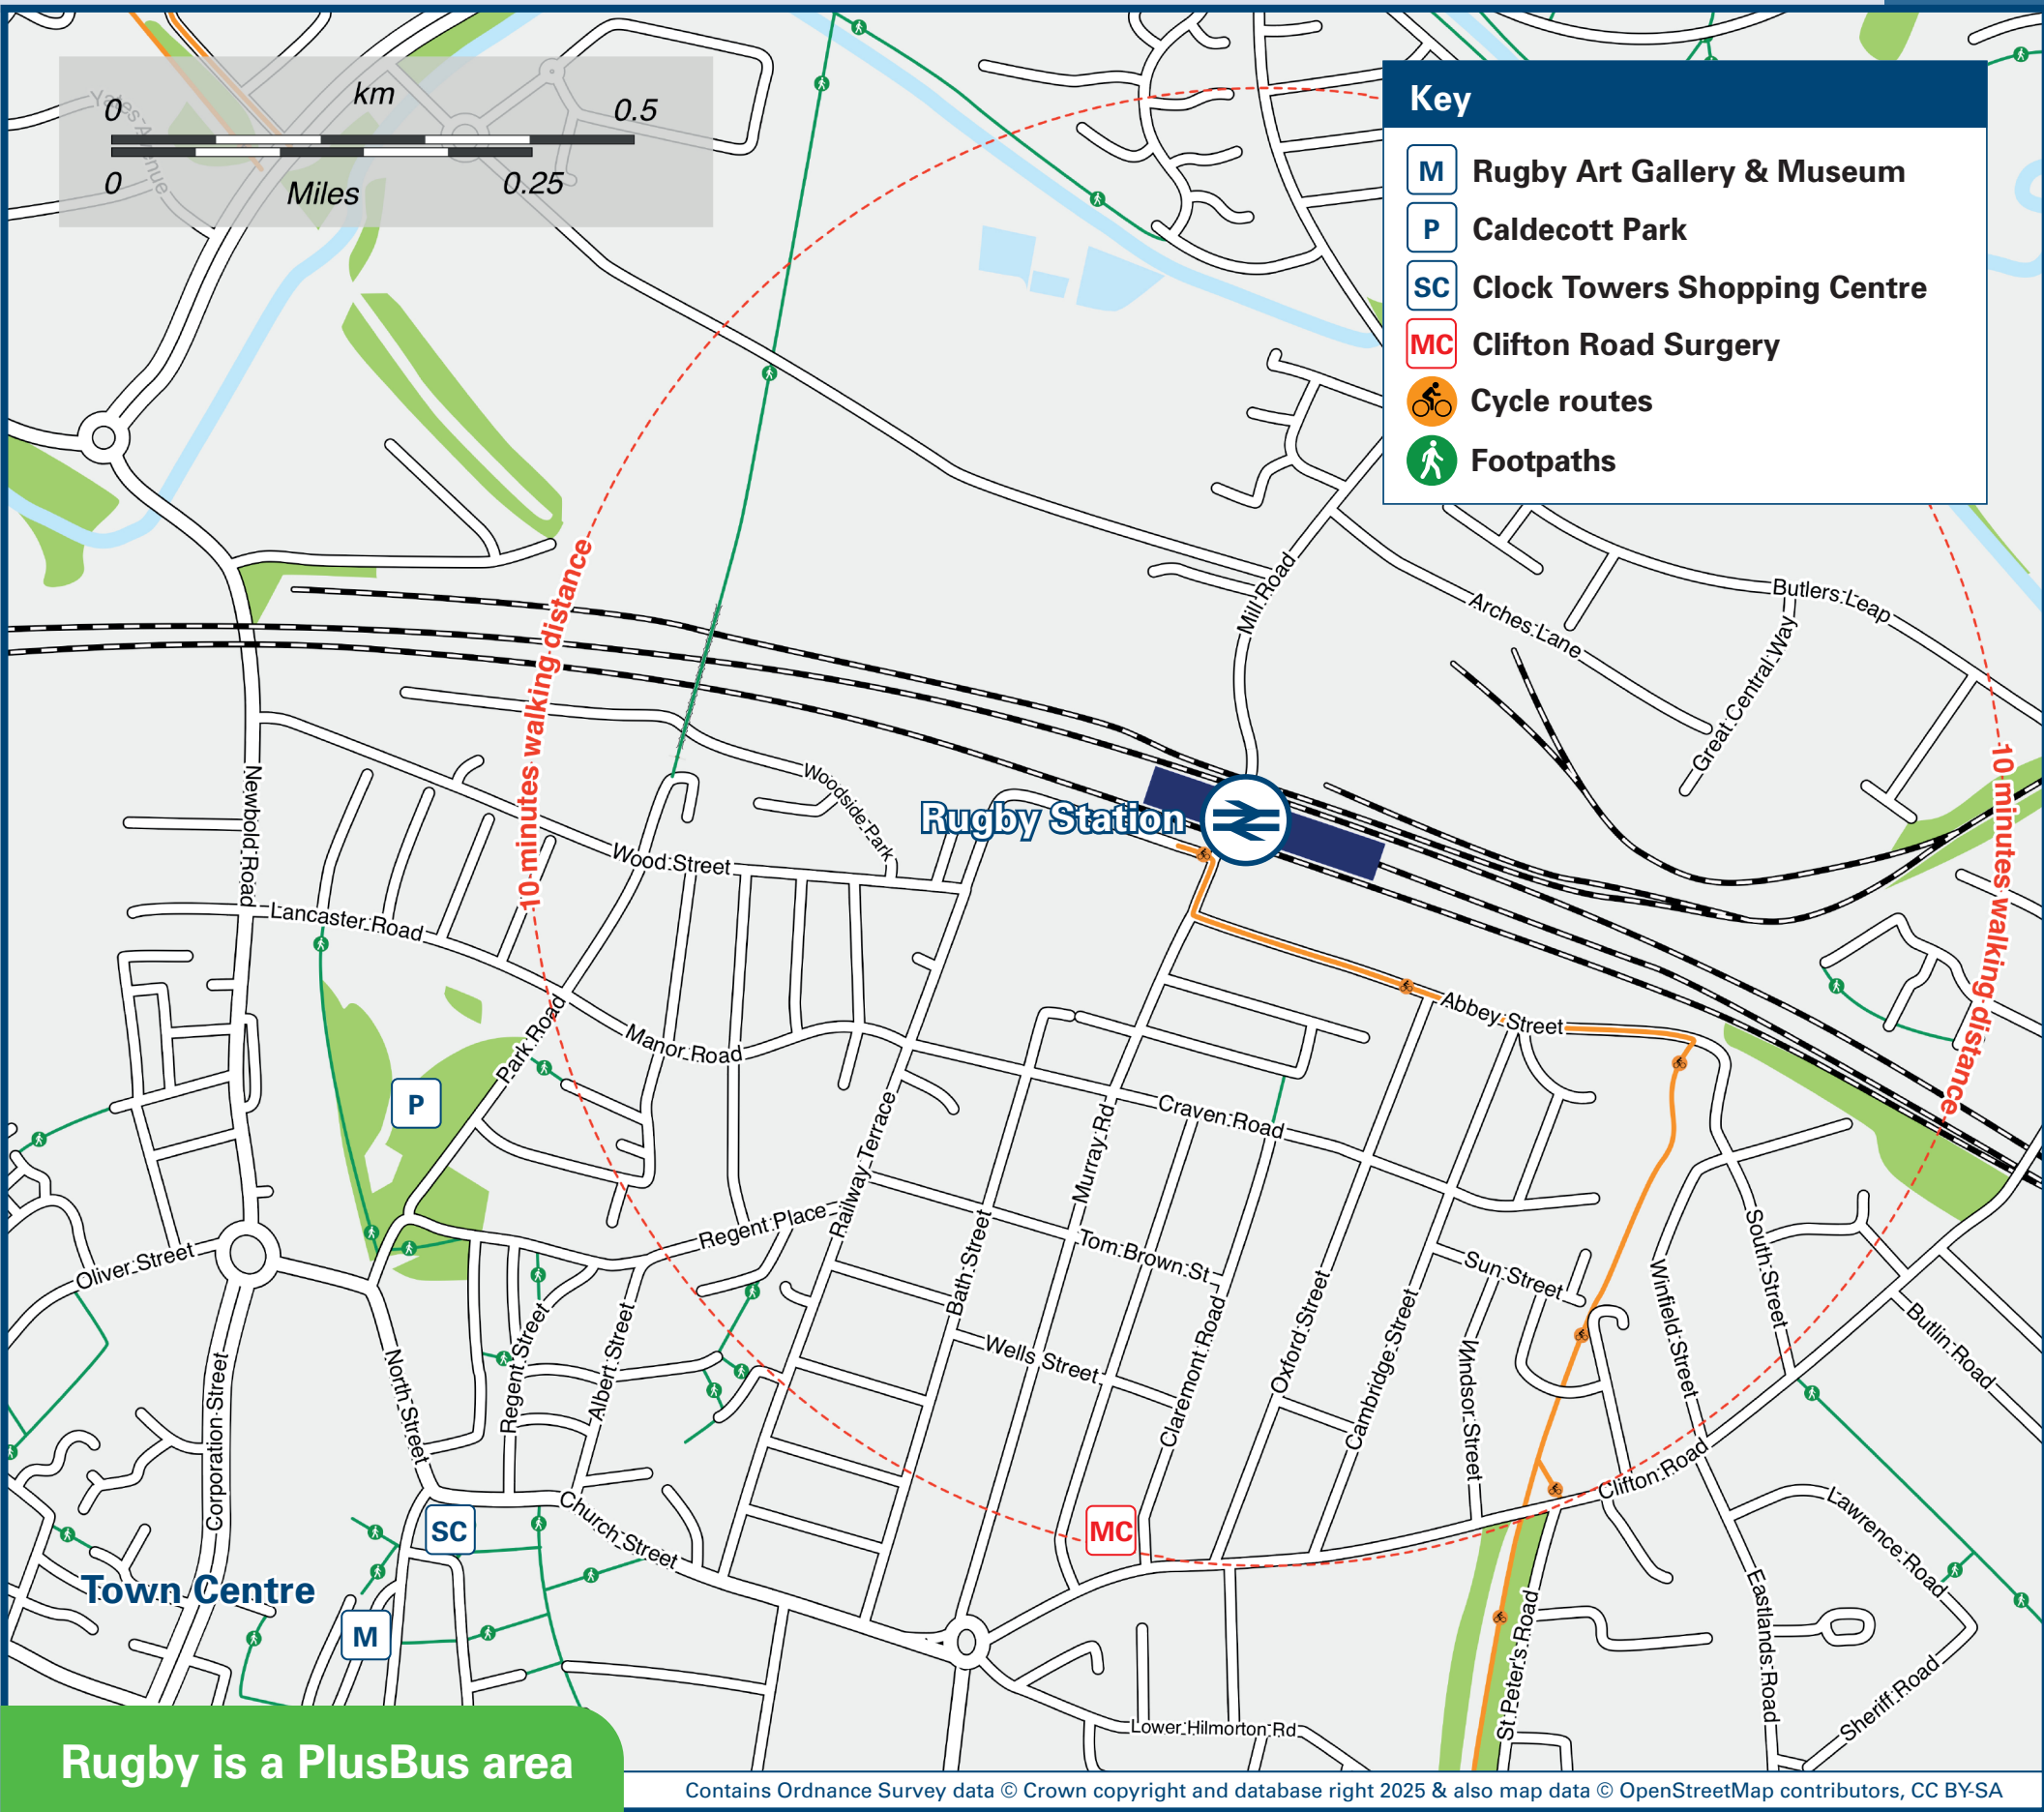 km
0
0.5
0
0.25
Miles
Yates Avenue
Key
M
Rugby Art Gallery & Museum
P
Caldecott Park
SC
Clock Towers Shopping Centre
MC
Clifton Road Surgery
Cycle routes
Footpaths
10 minutes walking distance
10 minutes walking distance
Mill Road
Arches Lane
Butlers Leap
Great Central Way
Newbold Road
Woodside Park
Rugby Station
Wood Street
Lancaster Road
Abbey Street
Park Road
Manor Road
P
Craven Road
Murray Rd
Railway Terrace
Regent Place
Bath Street
Tom Brown St
Oliver Street
Sun Street
South Street
Winfield Street
Butlin Road
North Street
Regent Street
Albert Street
Wells Street
Claremont Road
Oxford Street
Cambridge Street
Windsor Street
Corporation Street
Clifton Road
Lawrence Road
SC
Church Street
MC
Town Centre
M
St Peter's Road
Eastlands Road
Sheriff Road
Lower Hilmorton Rd
Rugby is a PlusBus area
Contains Ordnance Survey data © Crown copyright and database right 2025 & also map data © OpenStreetMap contributors, CC BY-SA